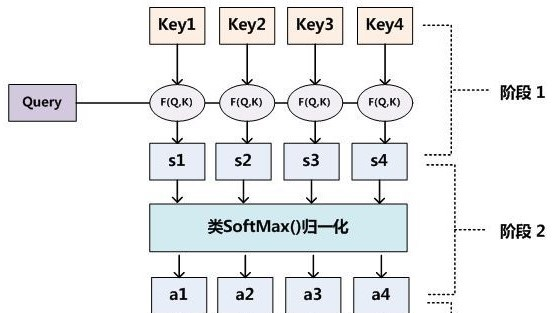 Key1 Key2 Key3 Key4
Query F(Q,K) F(Q,K) F(Q,K) F(Q,K)
阶段 1
s1 s2 s3 s4
类SoftMax()归一化
阶段 2
a1 a2 a3 a4